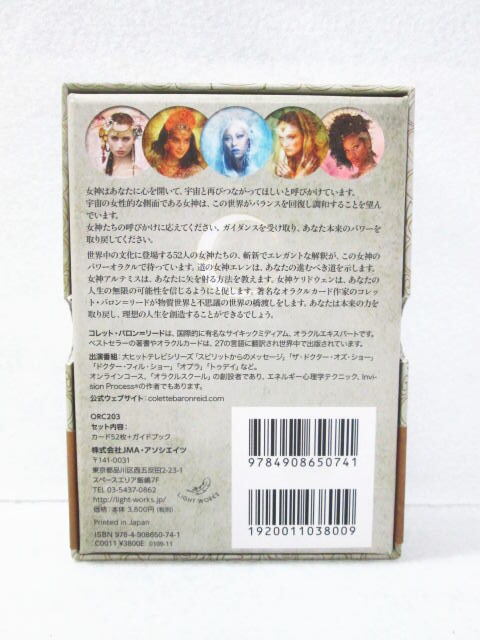 女神はあなたに心を開いて、宇宙と再びつながってほしいと呼びかけています。
宇宙の女性的な側面である女神は、この世界がバランスを回復し調和することを望ん
でいます。
女神たちの呼びかけに応えてください。ガイダンスを受け取り、あなた本来のパワーを
取り戻してください。
世界中の文化に登場する52人の女神たちの、斬新でエレガントな解釈が、この女神の
パワーオラクルで待っています。道の女神エレンは、あなたの進むべき道を示します。
女神アルテミスは、あなたに矢を射る方法を教えます。女神ケリドウェンは、あなたの
人生の無限の可能性を信じるようにと促します。著名なオラクルカード作家のコレッ
ト・バロン=リードが物質世界と不思議の世界の橋渡しをします。あなたは本来の力を
取り戻し、理想の人生を創造することができるでしょう。
コレット・バロン=リードは、国際的に有名なサイキックミディアム、オラクルエキスパートです。
ベストセラーの著書やオラクルカードは、27の言語に翻訳され世界中で出版されています。
出演番組：大ヒットテレビシリーズ「スピリットからのメッセージ」「ザ・ドクター・オズ・ショー」
「ドクター・フィル・ショー」「オプラ」「トゥデイ」など。
オンラインコース、「オラクルスクール」の創設者であり、エネルギー心理学テクニック、Invi-
sion Process®の作者でもあります。
公式ウェブサイト：colettebaronreid.com
ORC203
セット内容：
カード52枚+ガイドブック
株式会社JMA・アソシエイツ
〒141-0031
東京都品川区西五反田2-23-1
スペースエリア飯嶋7F
TEL 03-5437-0862
http://light-works.jp/
価格：本体 3,800円 (税別)
Printed in Japan
ISBN 978-4-908650-74-1
C0011 ¥3800E 0109-11
LIGHT WORKS
9784908650741
1920011038009